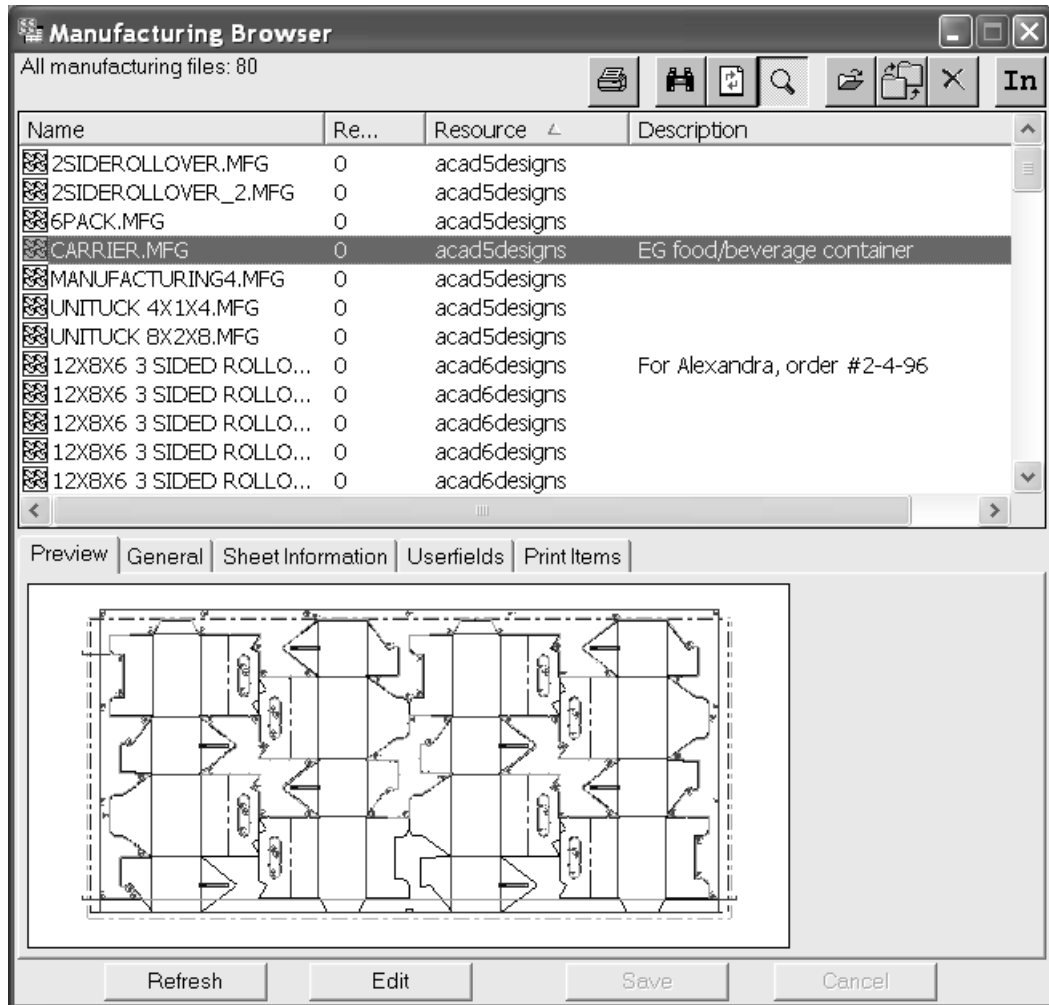 Manufacturing Browser
All manufacturing files: 80
In
Name Re... Resource Description
2SIDEROLLOVER.MFG 0 acad5designs
2SIDEROLLOVER_2.MFG 0 acad5designs
6PACK.MFG 0 acad5designs
CARRIER.MFG 0 acad5designs EG food/beverage container
MANUFACTURING4.MFG 0 acad5designs
UNITUCK 4X1X4.MFG 0 acad5designs
UNITUCK 8X2X8.MFG 0 acad5designs
12X8X6 3 SIDED ROLLO... 0 acad6designs For Alexandra, order #2-4-96
12X8X6 3 SIDED ROLLO... 0 acad6designs
12X8X6 3 SIDED ROLLO... 0 acad6designs
12X8X6 3 SIDED ROLLO... 0 acad6designs
12X8X6 3 SIDED ROLLO... 0 acad6designs
Preview General Sheet Information Userfields Print Items
Refresh Edit Save Cancel